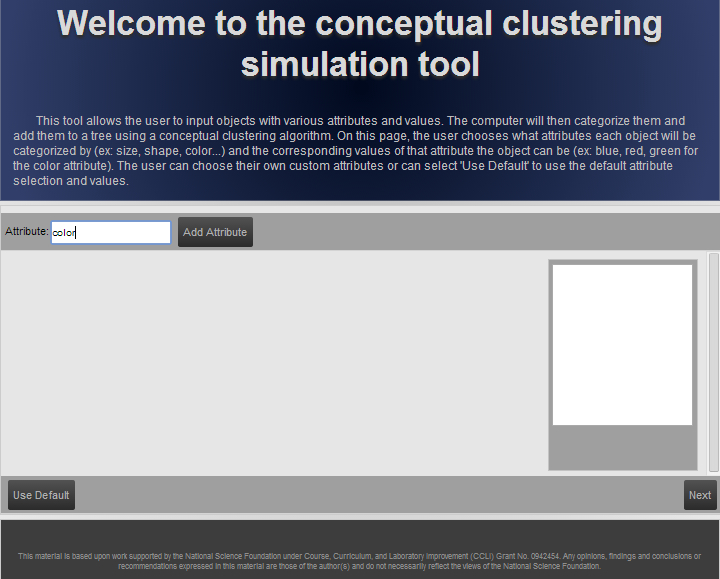 Welcome to the conceptual clustering
simulation tool
This tool allows the user to input objects with various attributes and values. The computer will then categorize them and
add them to a tree using a conceptual clustering algorithm. On this page, the user chooses what attributes each object will be
categorized by (ex: size, shape, color...) and the corresponding values of that attribute the object can be (ex: blue, red, green for
the color attribute). The user can choose their own custom attributes or can select 'Use Default' to use the default attribute
selection and values.
Attribute: color Add Attribute
Use Default Next
This material is based upon work supported by the National Science Foundation under Course, Curriculum, and Laboratory Improvement (CCLI) Grant No. 0942454. Any opinions, findings and conclusions or
recommendations expressed in this material are those of the author(s) and do not necessarily reflect the views of the National Science Foundation.